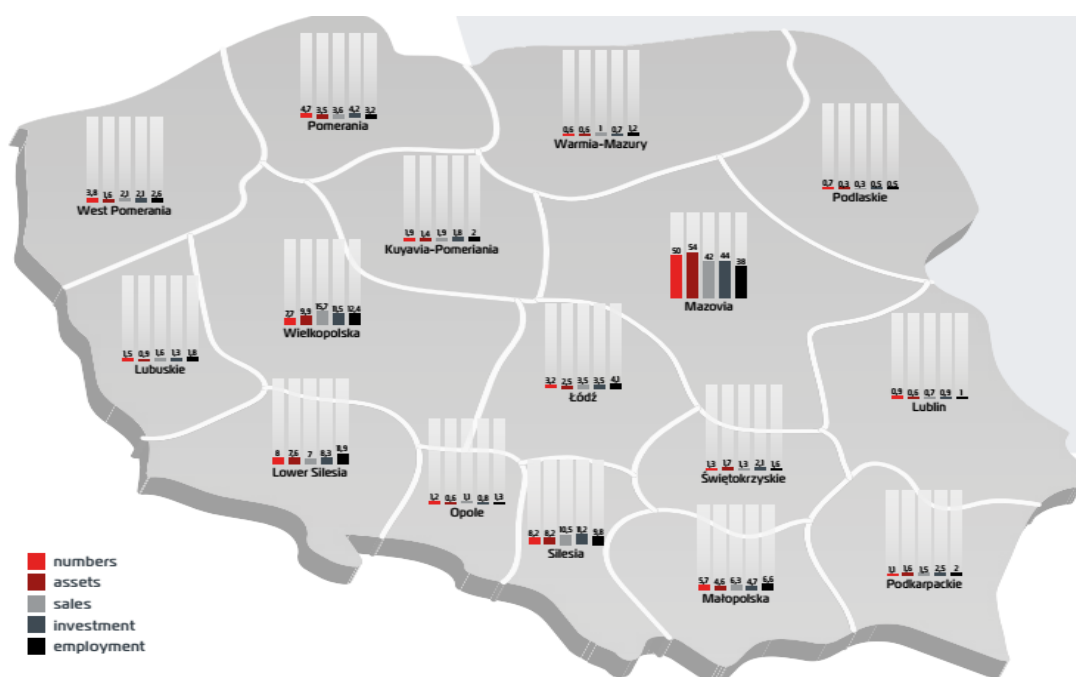 4,7 3,5 3,6 4,2 3,2
Pomerania
0,6 0,6 1 0,7 1,2
Warmia-Mazury
3,8 1,6 2,1 2,1 2,6
West Pomerania
0,7 0,3 0,3 0,5 0,5
Podlaskie
1,9 1,4 1,9 1,8 2
Kuyavia-Pomeriania
50 54 42 44 38
Mazovia
7,7 9,9 15,7 11,5 12,4
Wielkopolska
1,5 0,9 1,6 1,3 1,8
Lubuskie
3,2 2,5 3,5 3,5 4,1
Łódź
0,9 0,6 0,7 0,9 1
Lublin
8 7,6 7 8,3 11,9
Lower Silesia
1,3 1,7 1,3 2,1 1,6
Świętokrzyskie
1,2 0,6 1,1 0,8 1,3
Opole
8,2 8,2 10,5 11,2 9,8
Silesia
5,7 4,6 6,3 4,7 6,6
Małopolska
1,1 1,6 1,5 2,5 2
Podkarpackie
numbers
assets
sales
investment
employment